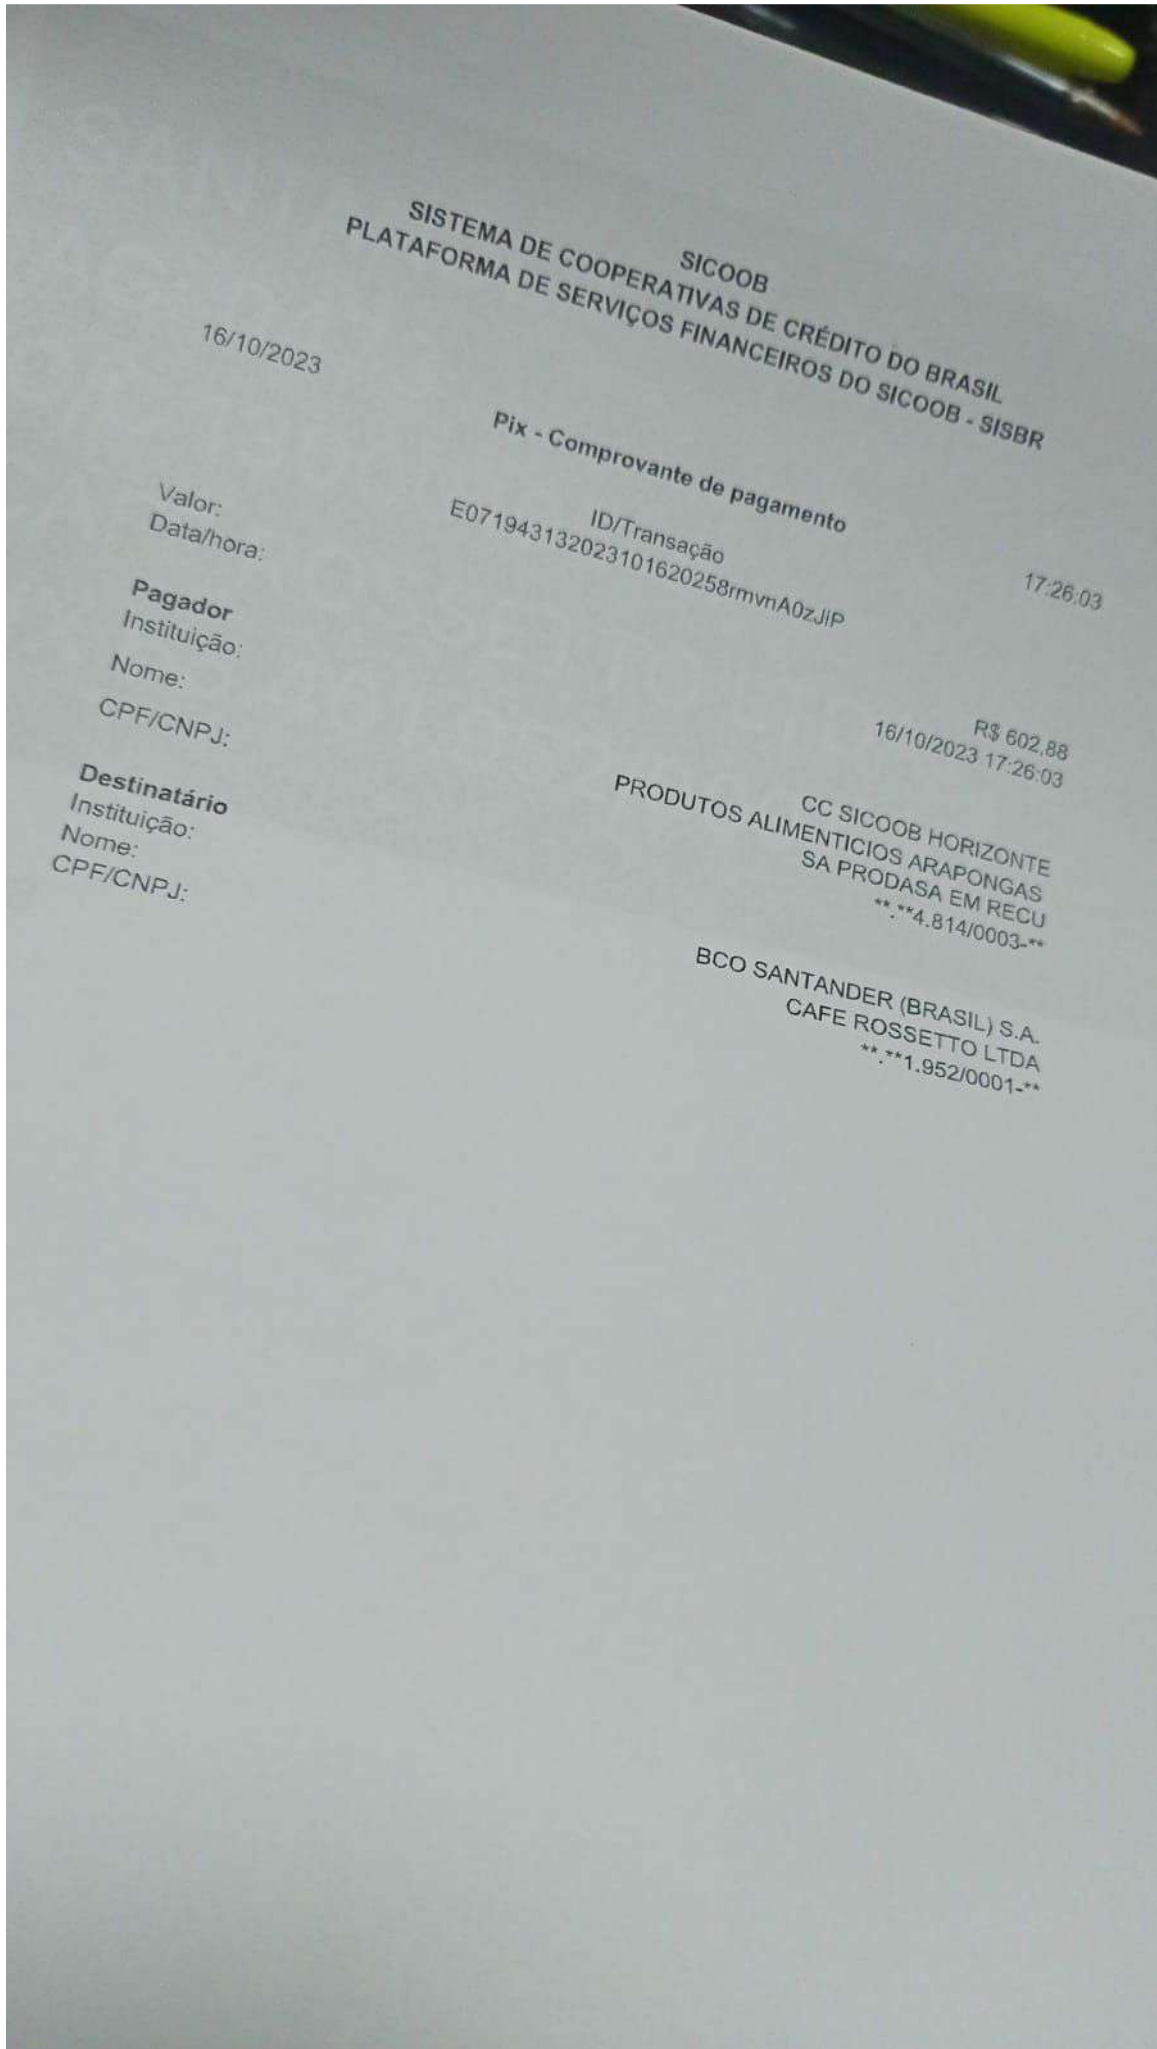 SICOOB
SISTEMA DE COOPERATIVAS DE CRÉDITO DO BRASIL
PLATAFORMA DE SERVIÇOS FINANCEIROS DO SICOOB - SISBR
16/10/2023
17:26:03
Pix - Comprovante de pagamento
ID/Transação
E071943132023101620258rmvnA0zJiP
Valor: R$ 602,88
Data/hora: 16/10/2023 17:26:03
Pagador
Instituição: CC SICOOB HORIZONTE
Nome: PRODUTOS ALIMENTICIOS ARAPONGAS
SA PRODASA EM RECU
CPF/CNPJ: **.**4.814/0003-**
Destinatário
Instituição: BCO SANTANDER (BRASIL) S.A.
Nome: CAFE ROSSETTO LTDA
CPF/CNPJ: **.**1.952/0001-**